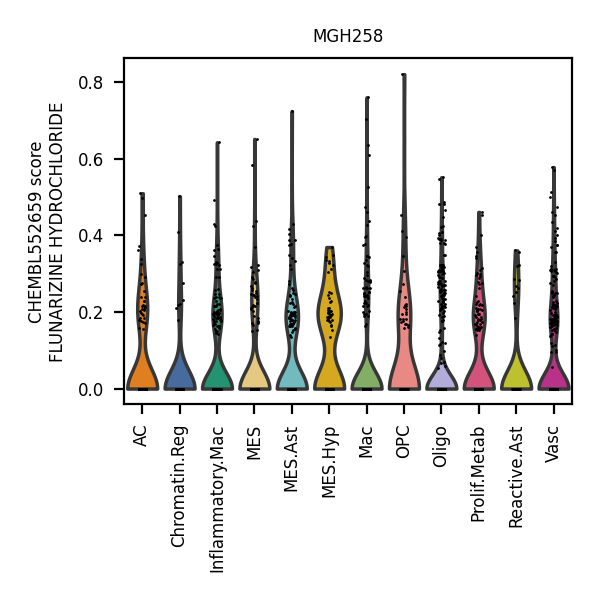 MGH258
CHEMBL552659 score
FLUNARIZINE HYDROCHLORIDE
0.8
0.6
0.4
0.2
0.0
AC
Chromatin.Reg
Inflammatory.Mac
MES
MES.Ast
MES.Hyp
Mac
OPC
Oligo
Prolif.Metab
Reactive.Ast
Vasc